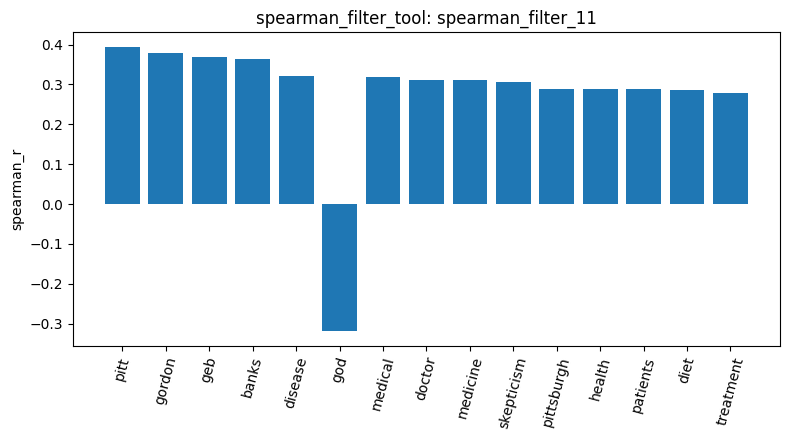 spearman_filter_tool: spearman_filter_11
spearman_r
0.4
0.3
0.2
0.1
0.0
−0.1
−0.2
−0.3
pitt
gordon
geb
banks
disease
god
medical
doctor
medicine
skepticism
pittsburgh
health
patients
diet
treatment